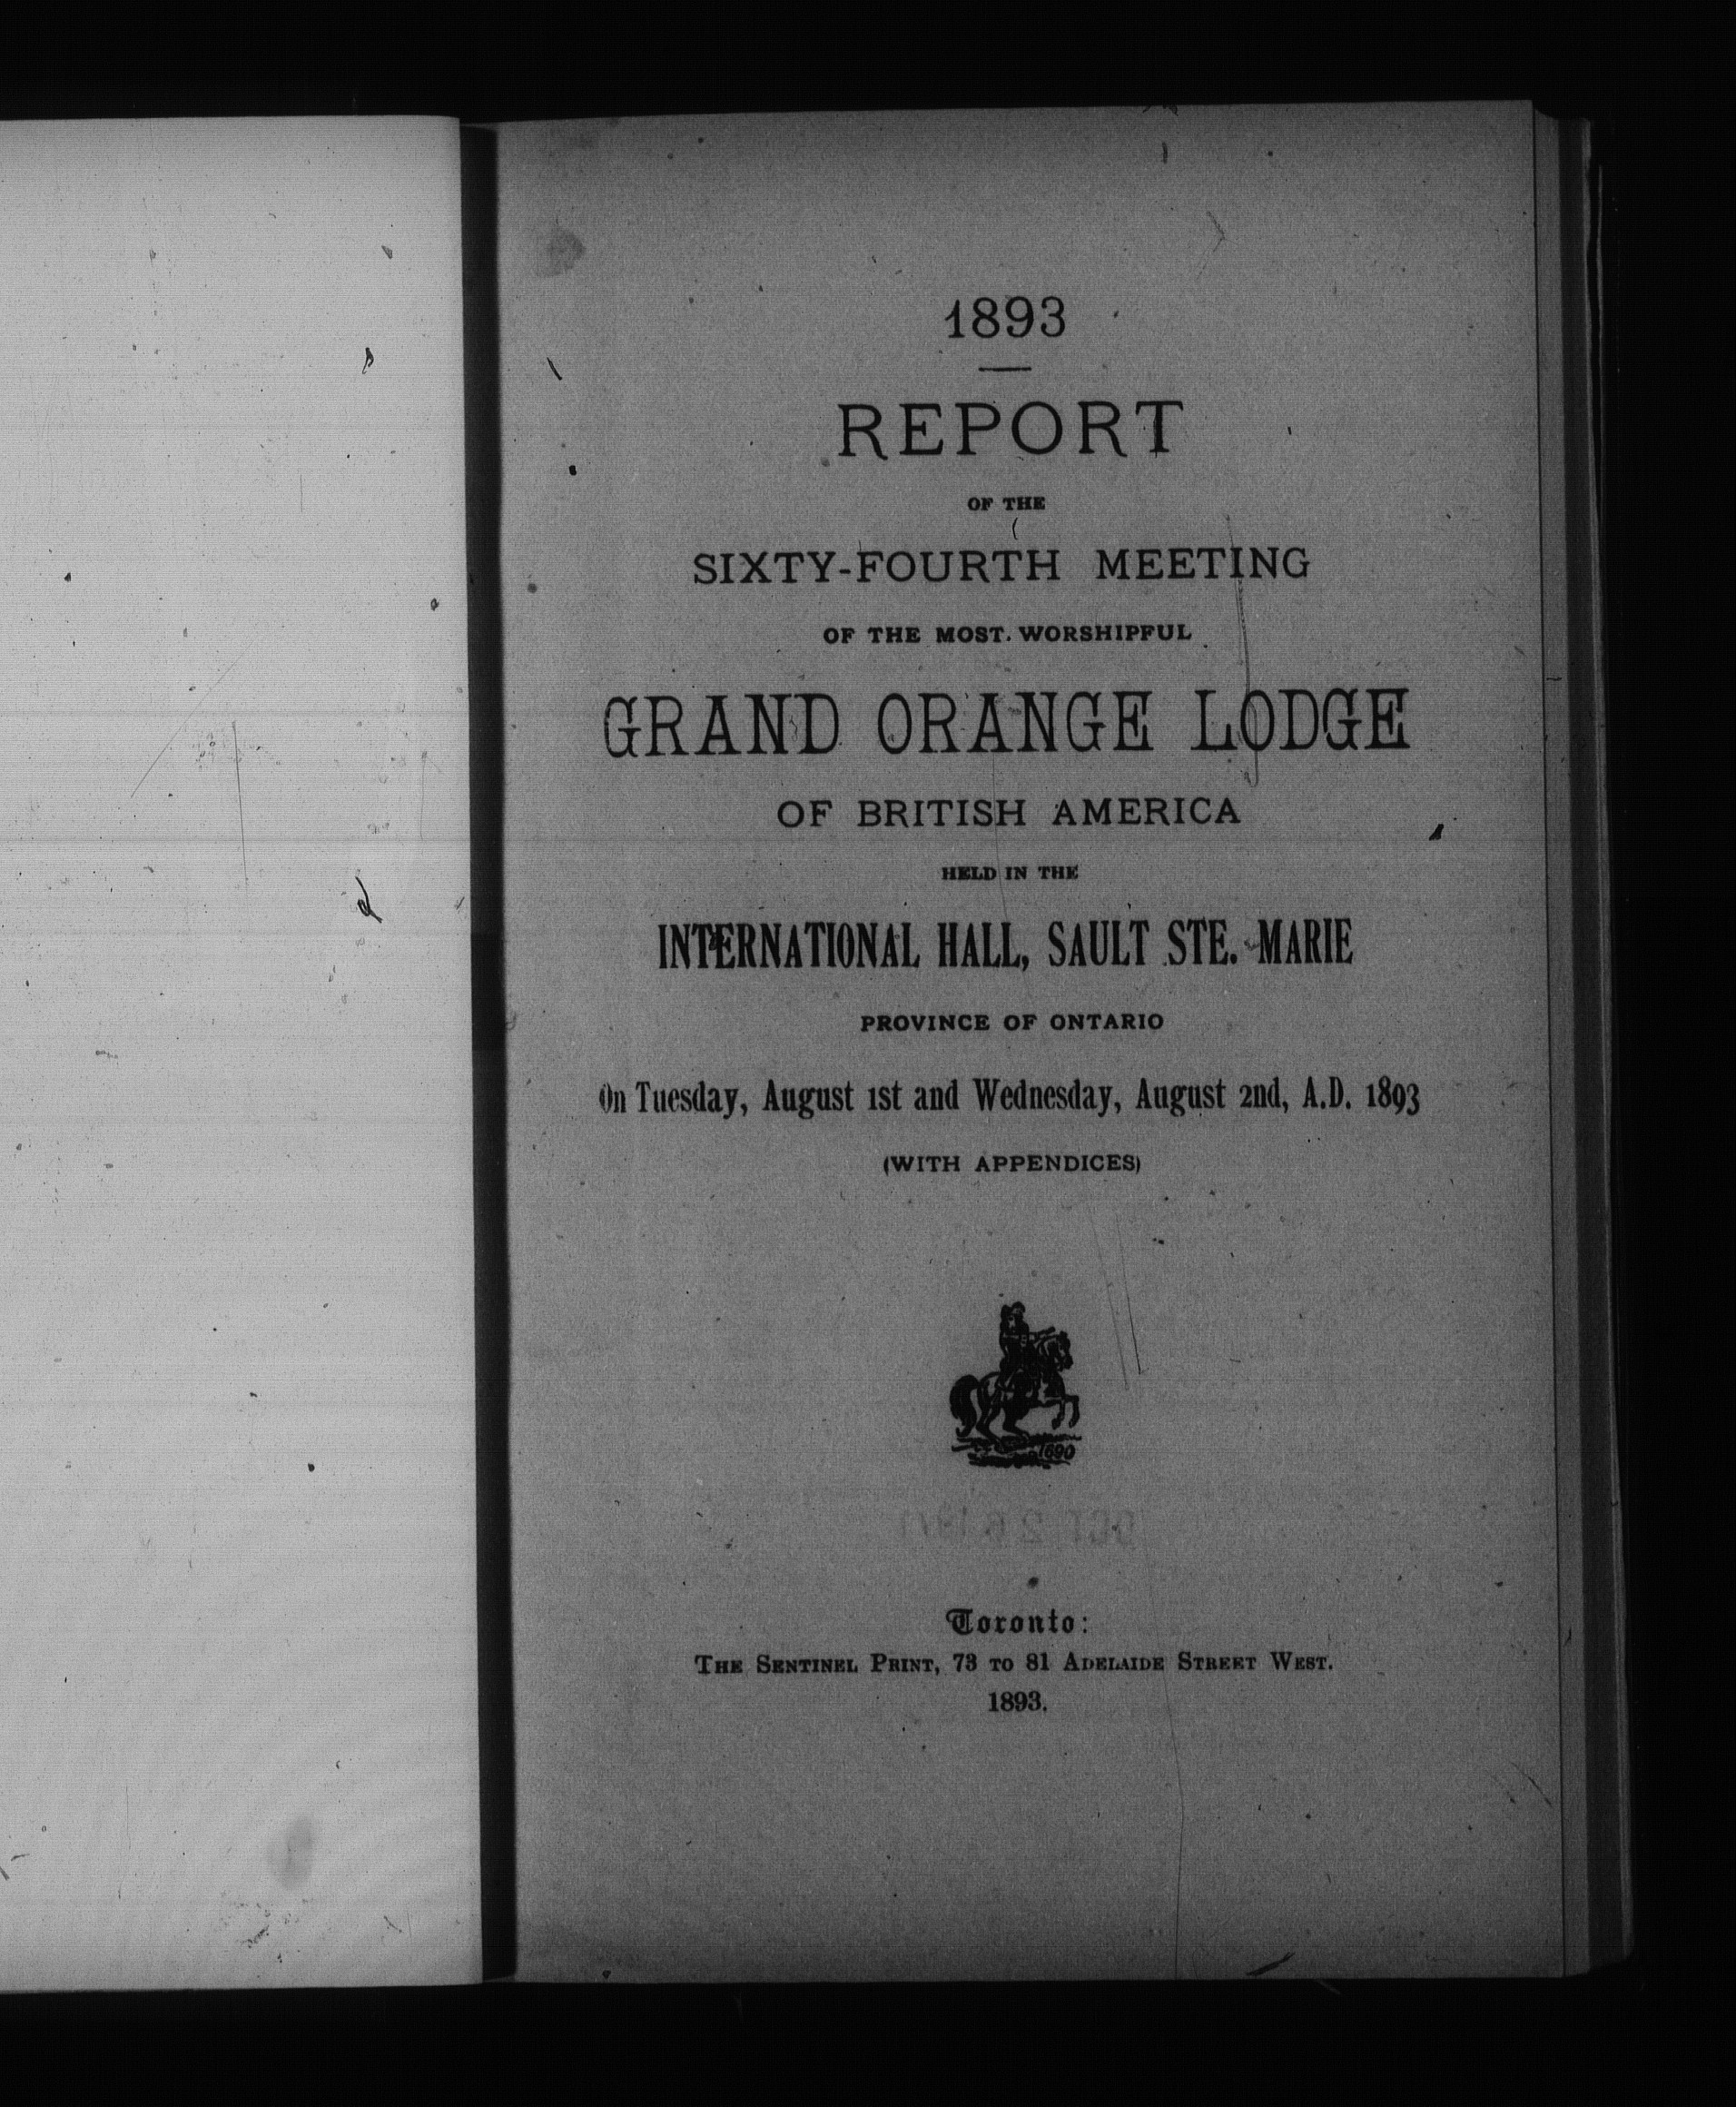 1893
REPORT
OF THE
SIXTY-FOURTH MEETING
OF THE MOST WORSHIPFUL
GRAND ORANGE LODGE
OF BRITISH AMERICA
HELD IN THE
INTERNATIONAL HALL, SAULT STE. MARIE
PROVINCE OF ONTARIO
On Tuesday, August 1st and Wednesday, August 2nd, A.D. 1893
(WITH APPENDICES)
1690
Toronto:
THE SENTINEL PRINT, 73 TO 81 ADELAIDE STREET WEST.
1893.